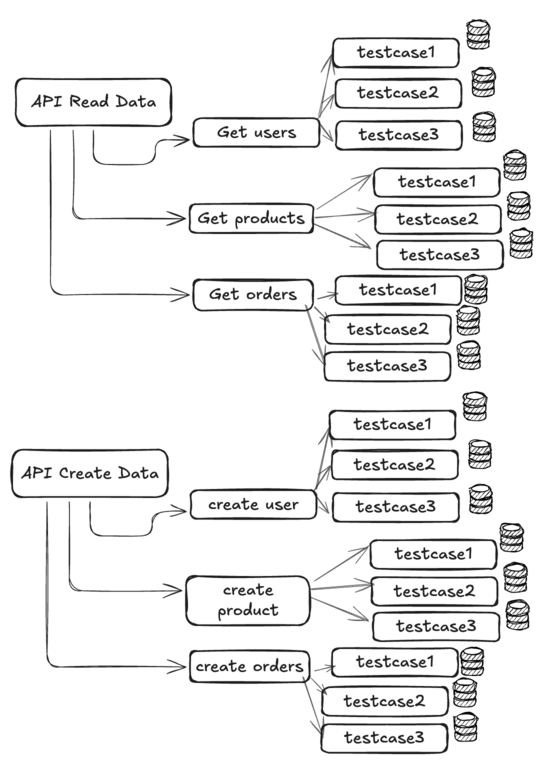 testcase1
API Read Data
testcase2
Get users
testcase3
testcase1
Get products
testcase2
testcase3
Get orders
testcase1
testcase2
testcase3
testcase1
API Create Data
testcase2
create user
testcase3
testcase1
create
product
testcase2
testcase3
create orders
testcase1
testcase2
testcase3